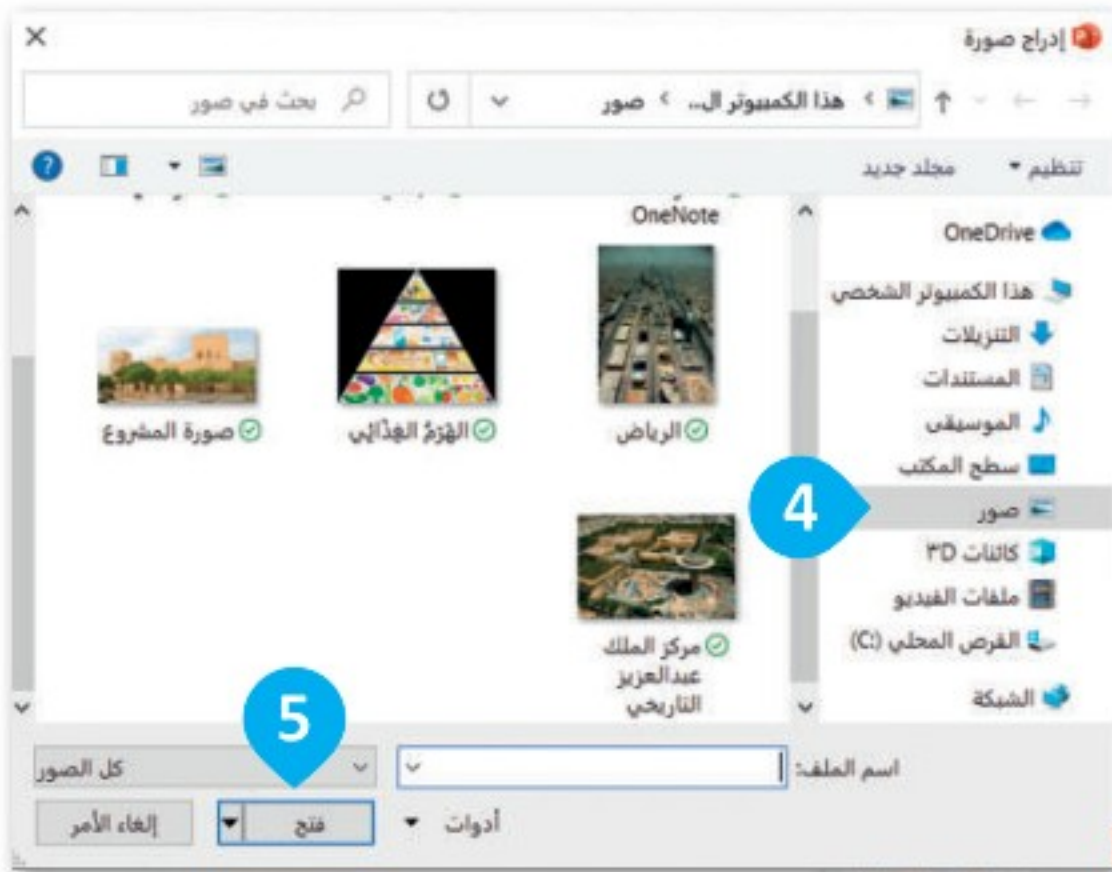 إدراج صورة
هذا الكمبيوتر ال... صور
بحث في صور
تنظيم
مجلد جديد
OneDrive
هذا الكمبيوتر الشخصي
التنزيلات
المستندات
الموسيقى
سطح المكتب
صور
كائنات ٣D
ملفات الفيديو
القرص المحلي (C:)
الشبكة
4
OneNote
الرياض
الهَرَمُ الغِذَائِي
صورة المشروع
مركز الملك
عبدالعزيز
التاريخي
5
اسم الملف:
كل الصور
أدوات
فتح
إلغاء الأمر